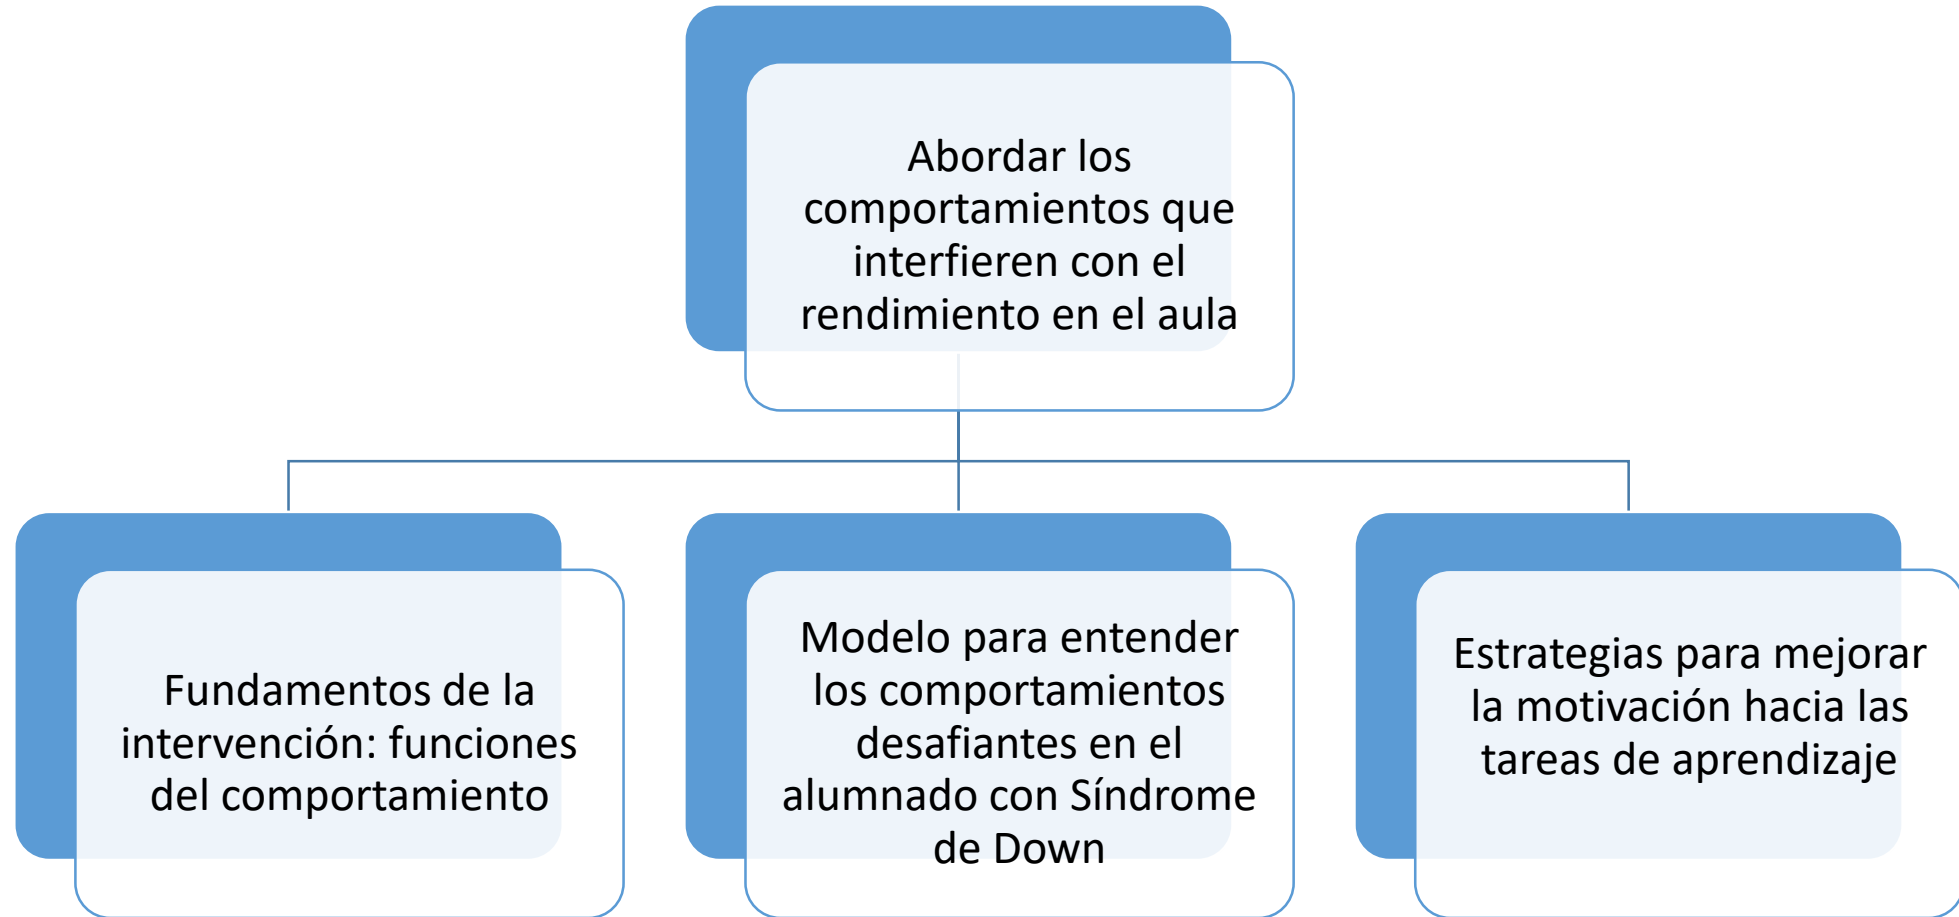 Abordar los
comportamientos que
interfieren con el
rendimiento en el aula
Fundamentos de la
intervención: funciones
del comportamiento
Modelo para entender
los comportamientos
desafiantes en el
alumnado con Síndrome
de Down
Estrategias para mejorar
la motivación hacia las
tareas de aprendizaje